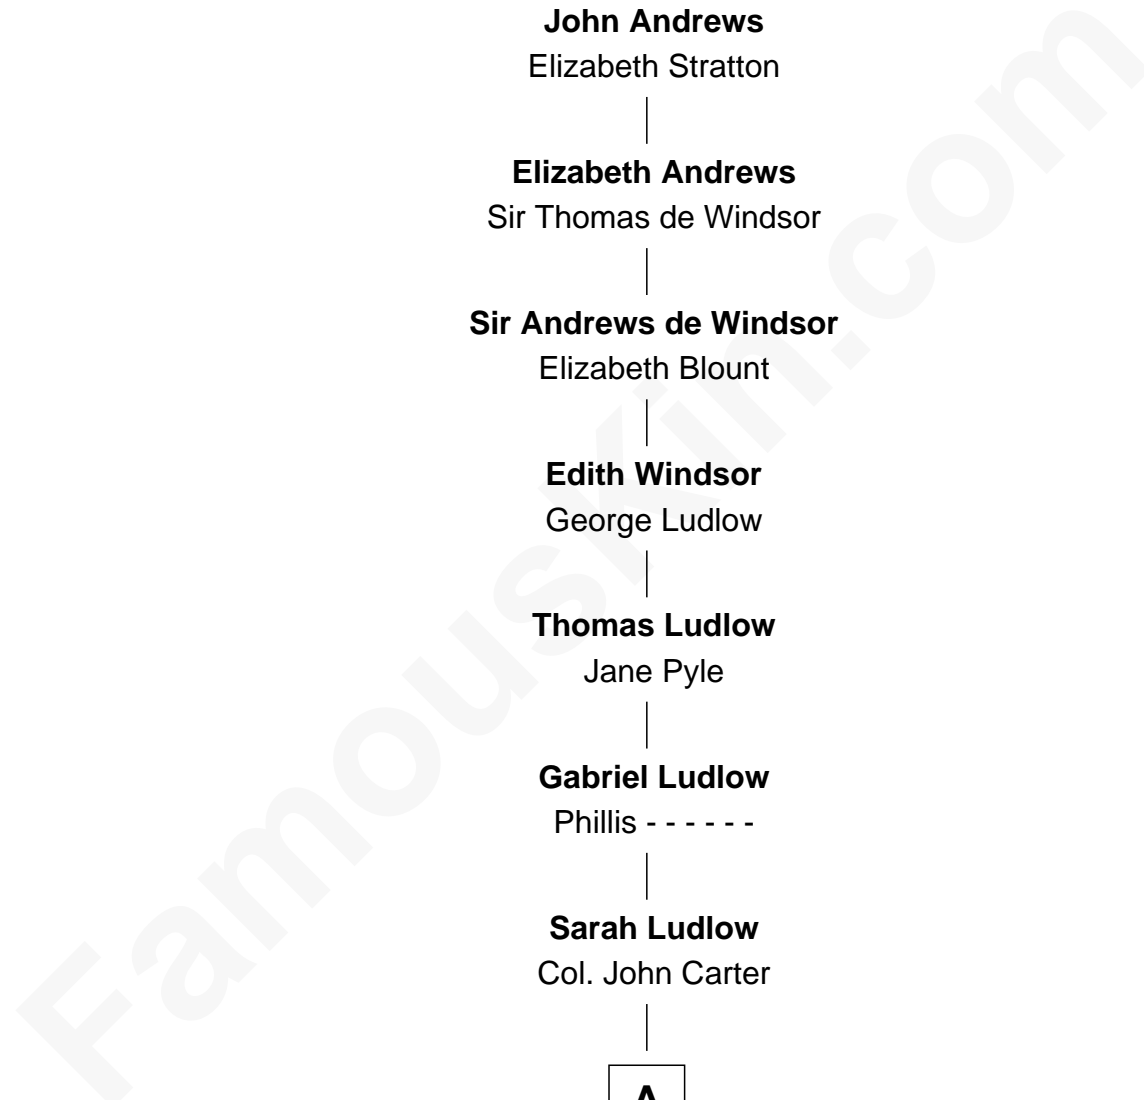 John Andrews
Elizabeth Stratton
Elizabeth Andrews
Sir Thomas de Windsor
Sir Andrews de Windsor
Elizabeth Blount
Edith Windsor
George Ludlow
Thomas Ludlow
Jane Pyle
Gabriel Ludlow
Phillis - - - - - -
Sarah Ludlow
Col. John Carter
A
FamousKin.com